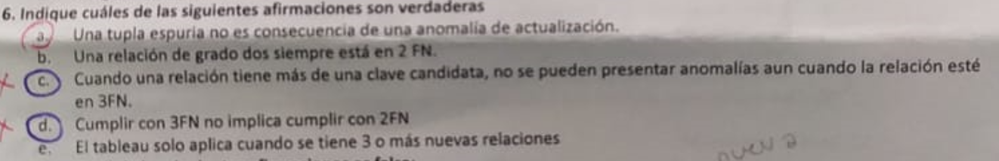 6. Indique cuáles de las siguientes afirmaciones son verdaderas
a. Una tupla espuria no es consecuencia de una anomalía de actualización.
b. Una relación de grado dos siempre está en 2 FN.
c. Cuando una relación tiene más de una clave candidata, no se pueden presentar anomalías aun cuando la relación esté
en 3FN.
d. Cumplir con 3FN no implica cumplir con 2FN
e. El tableau solo aplica cuando se tiene 3 o más nuevas relaciones